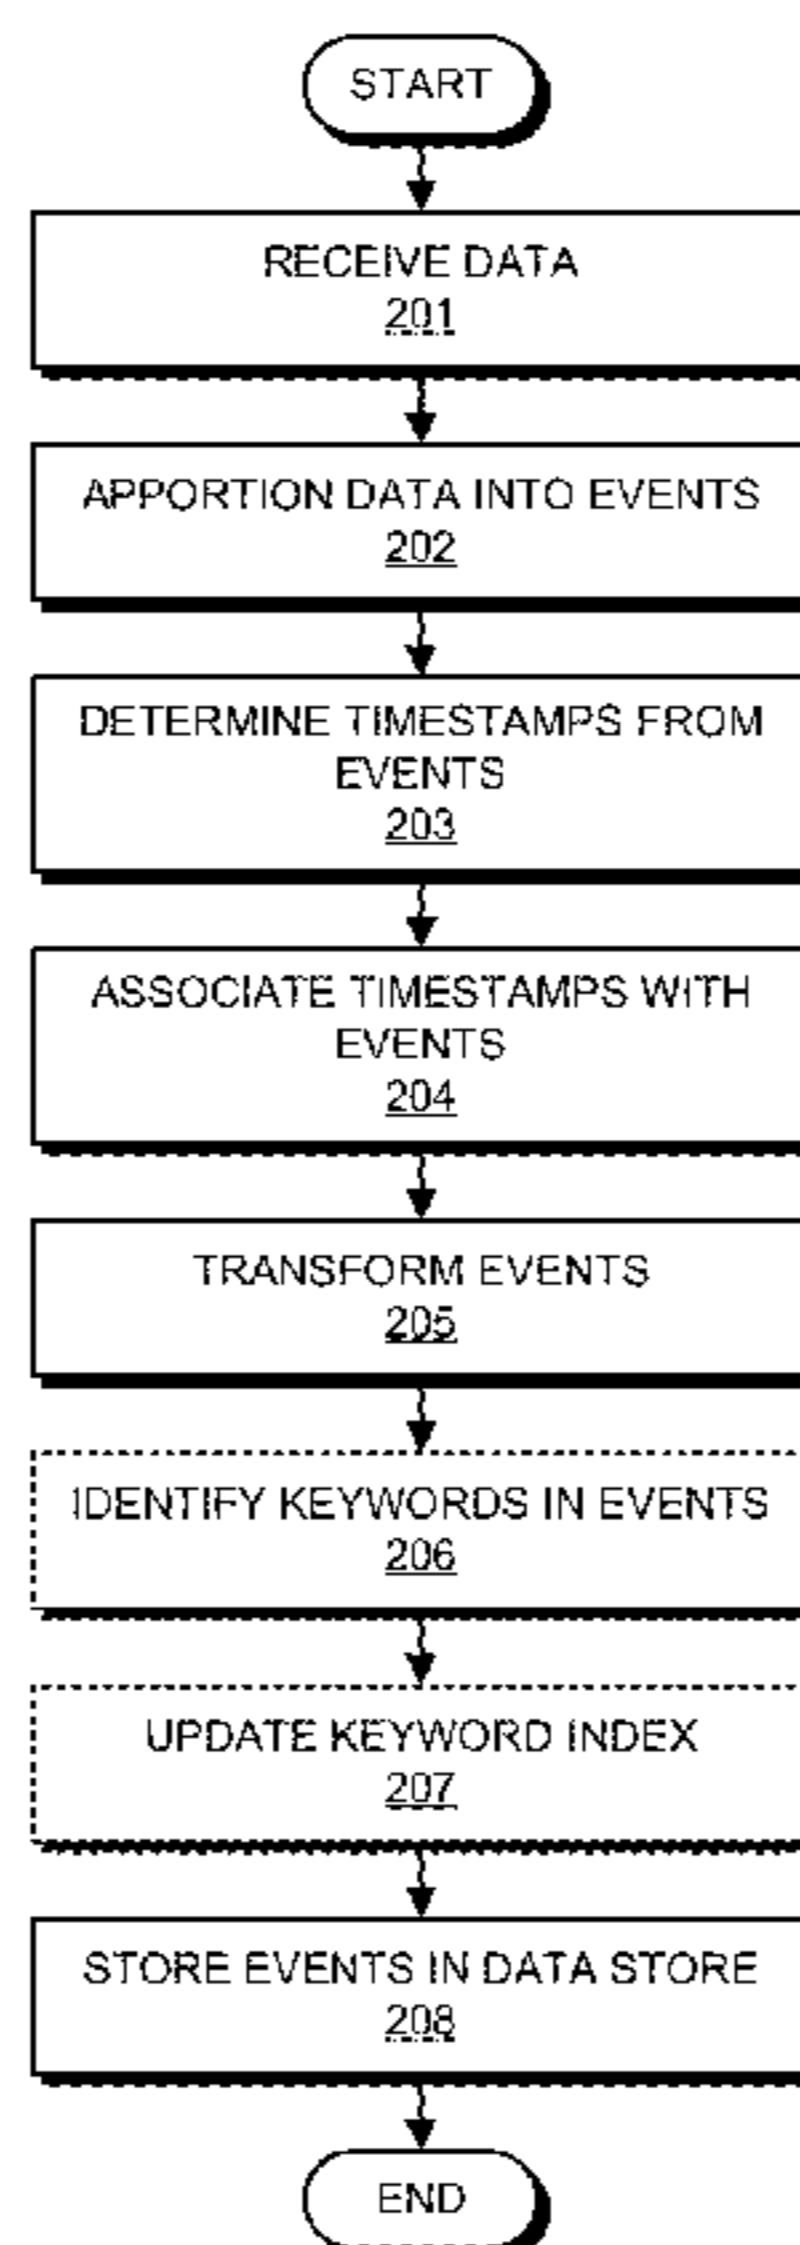 START
RECEIVE DATA
201
APPORTION DATA INTO EVENTS
202
DETERMINE TIMESTAMPS FROM
EVENTS
203
ASSOCIATE TIMESTAMPS WITH
EVENTS
204
TRANSFORM EVENTS
205
IDENTIFY KEYWORDS IN EVENTS
206
UPDATE KEYWORD INDEX
207
STORE EVENTS IN DATA STORE
208
END